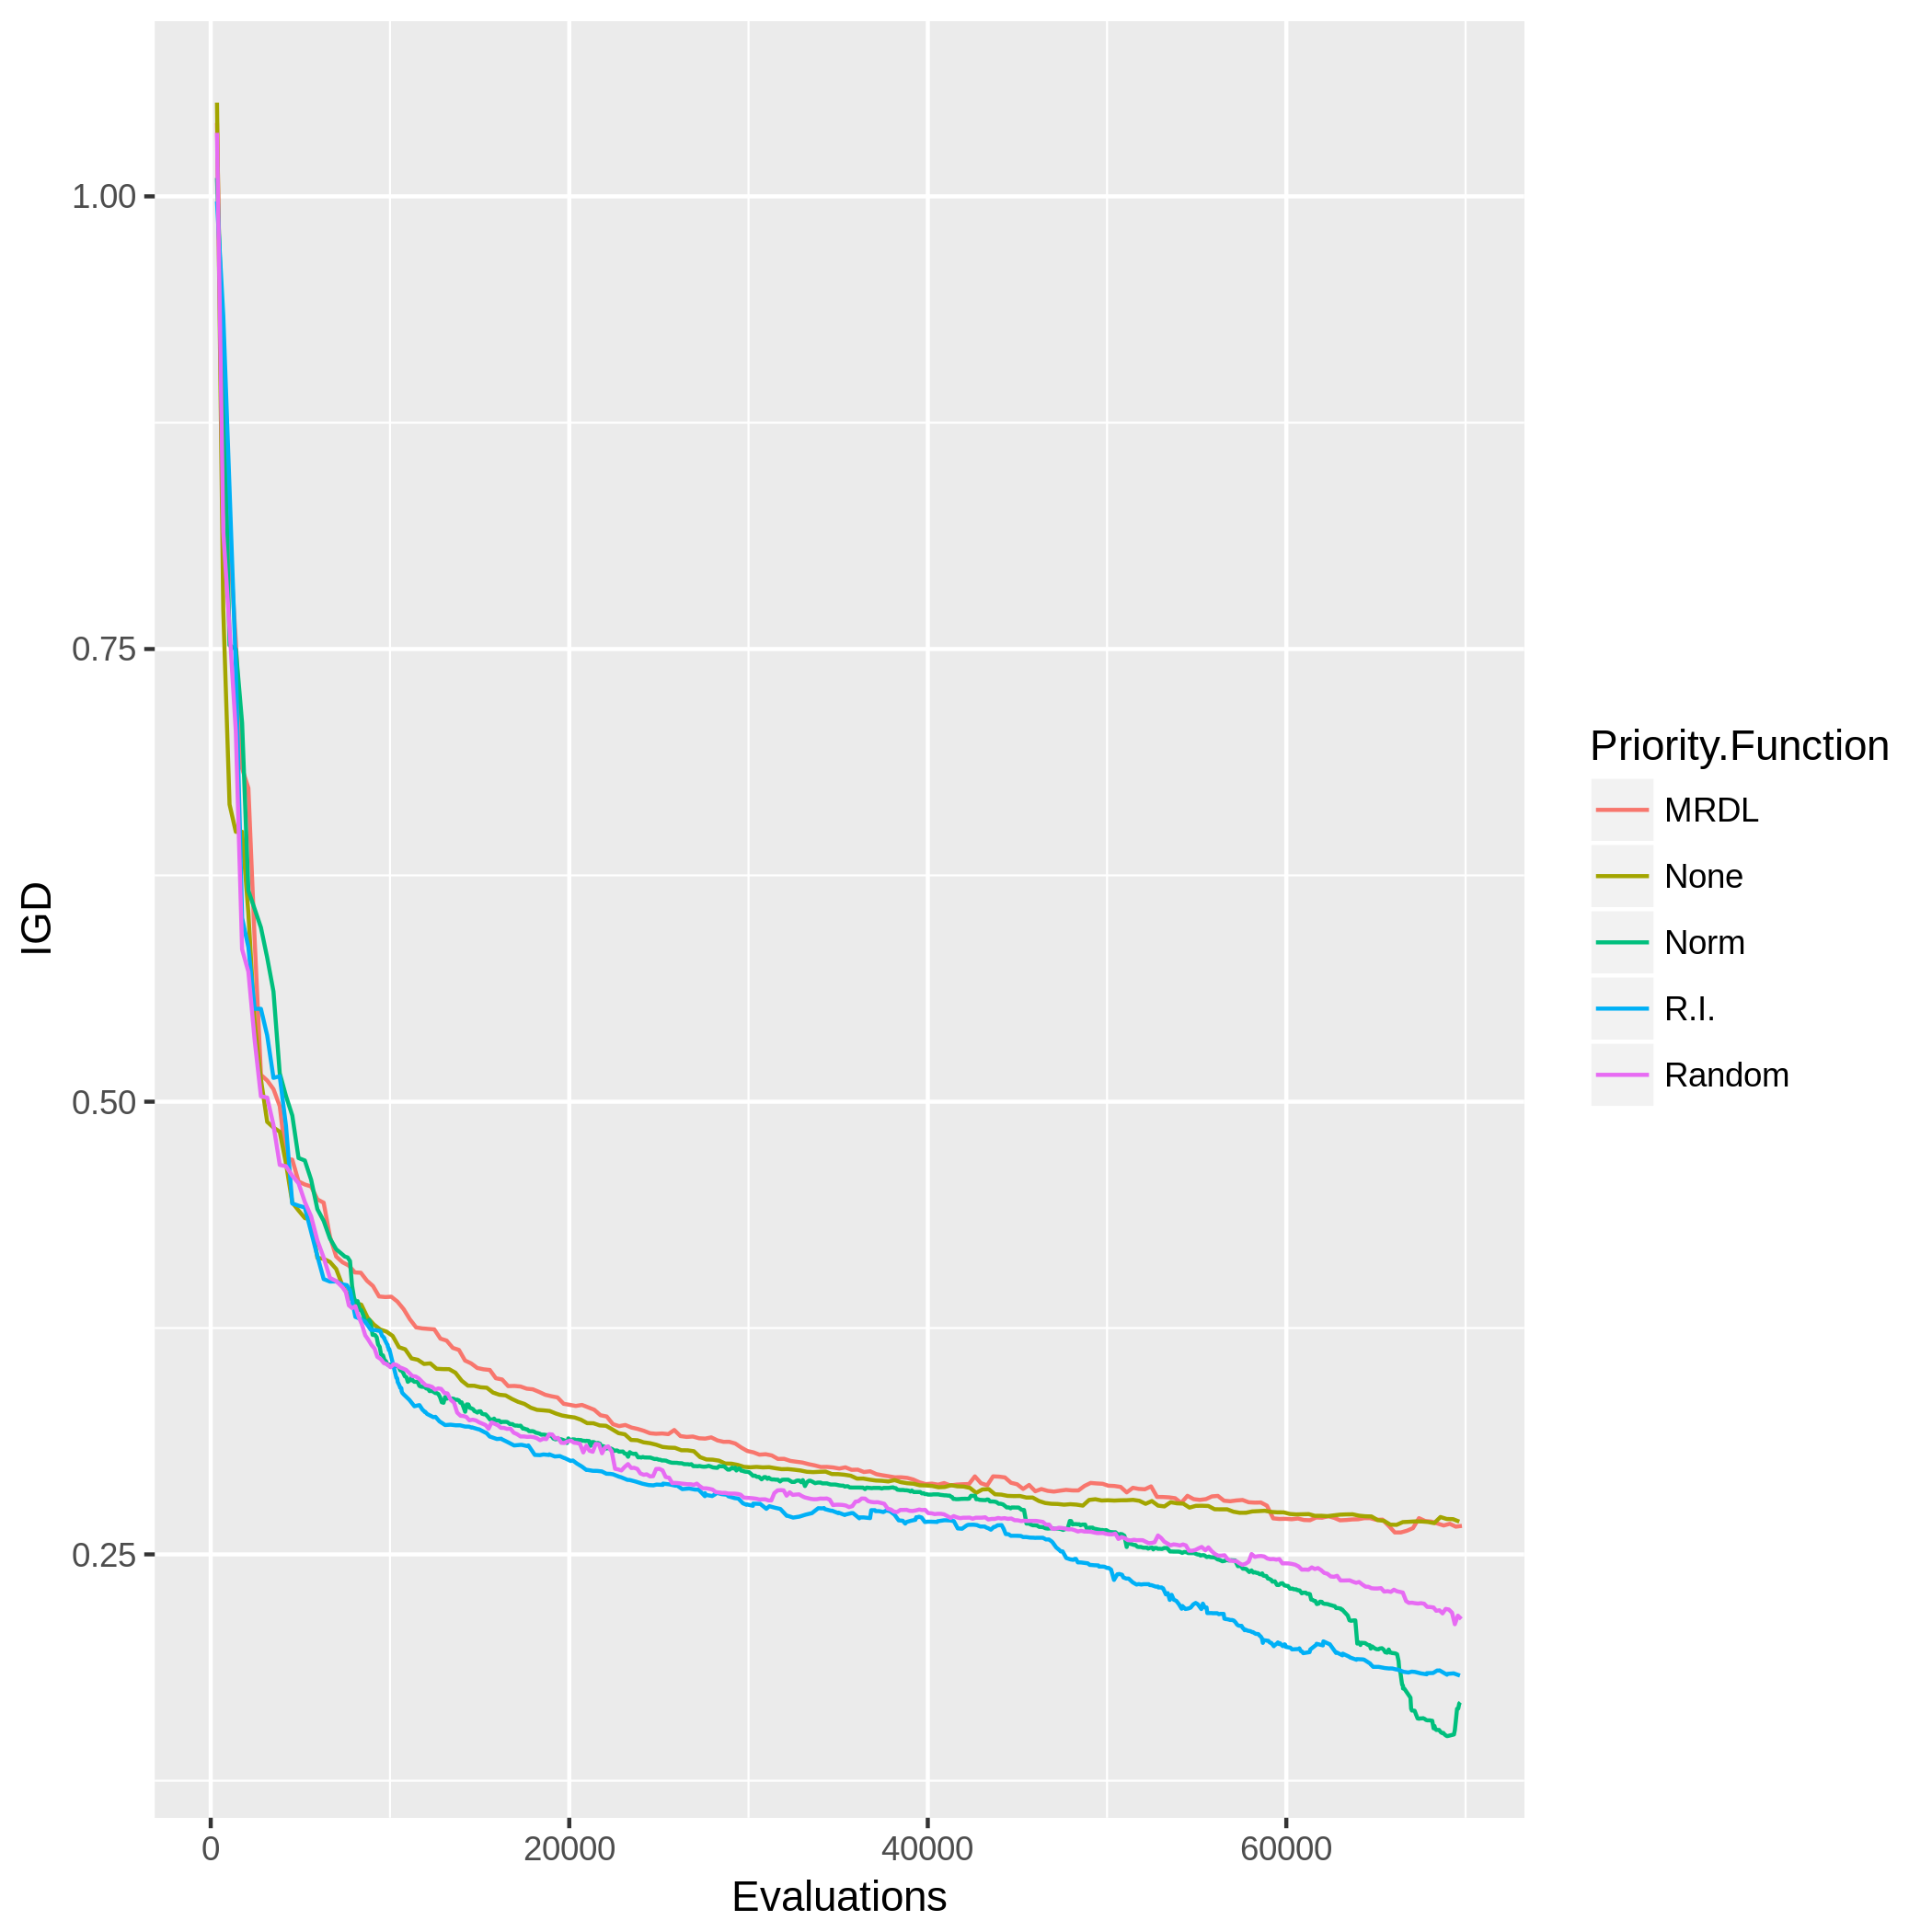 1.00
0.75
0.50
0.25
IGD
0
20000
40000
60000
Evaluations
Priority.Function
MRDL
None
Norm
R.I.
Random